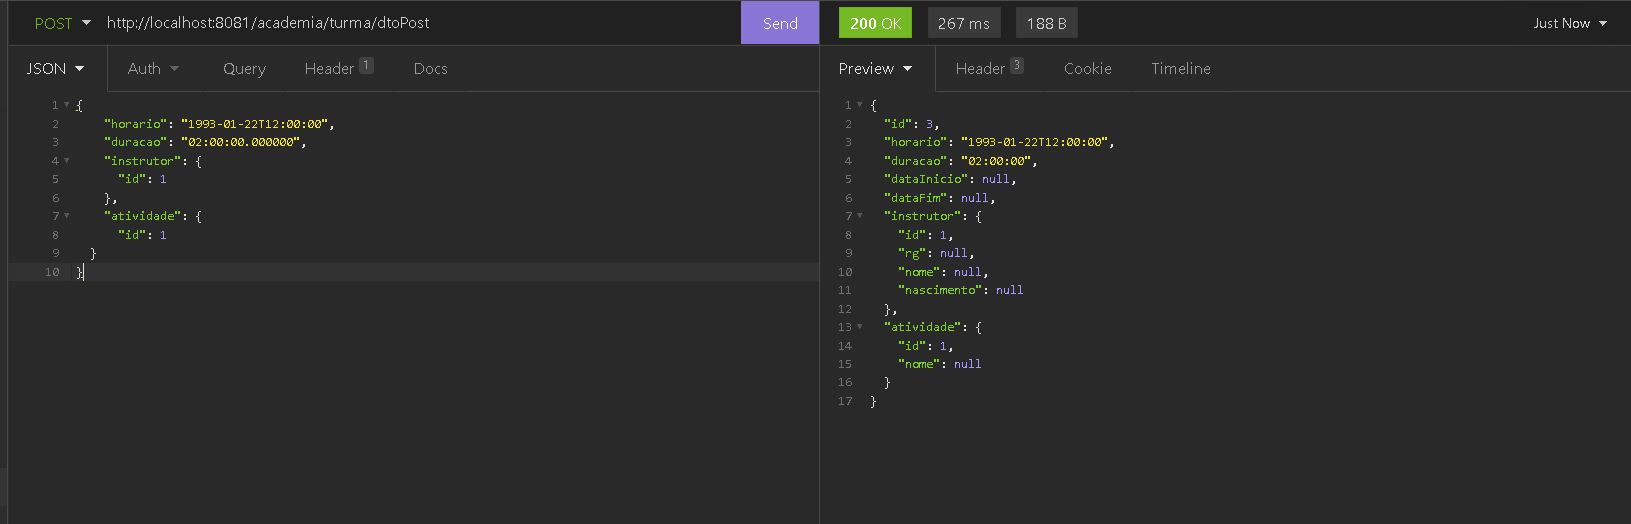 POST http://localhost:8081/academia/turma/dtoPost Send 200 OK 267 ms 188 B Just Now
JSON Auth Query Header 1 Docs Preview Header 3 Cookie Timeline
1 {
2 "horario": "1993-01-22T12:00:00",
3 "duracao": "02:00:00.000000",
4 "instrutor": {
5 "id": 1
6 },
7 "atividade": {
8 "id": 1
9 }
10 }
1 {
2 "id": 3,
3 "horario": "1993-01-22T12:00:00",
4 "duracao": "02:00:00",
5 "dataInicio": null,
6 "dataFim": null,
7 "instrutor": {
8 "id": 1,
9 "rg": null,
10 "nome": null,
11 "nascimento": null
12 },
13 "atividade": {
14 "id": 1,
15 "nome": null
16 }
17 }